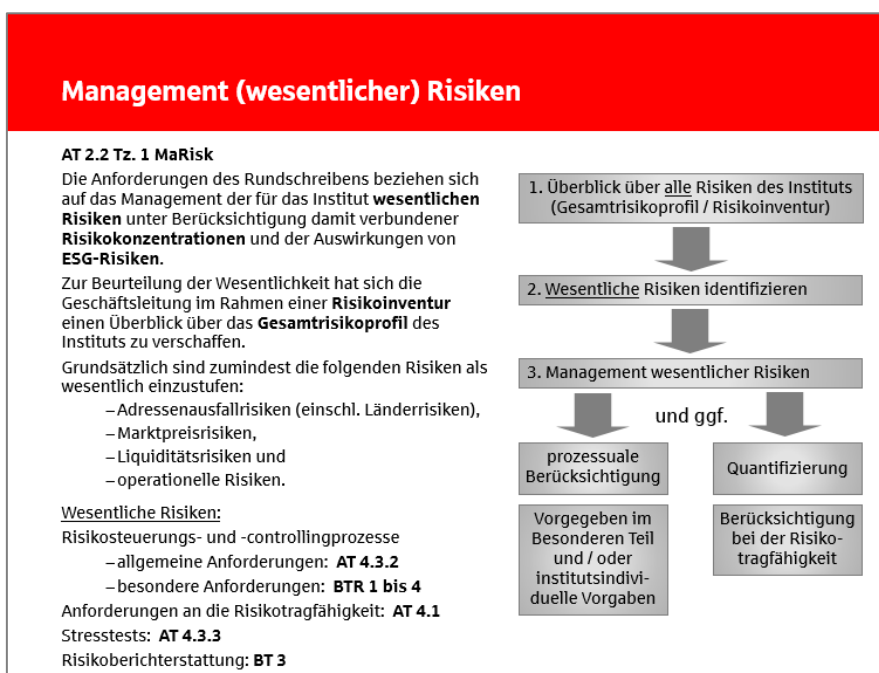 Management (wesentlicher) Risiken
AT 2.2 Tz. 1 MaRisk
Die Anforderungen des Rundschreibens beziehen sich
auf das Management der für das Institut wesentlichen
Risiken unter Berücksichtigung damit verbundener
Risikokonzentrationen und der Auswirkungen von
ESG-Risiken.
Zur Beurteilung der Wesentlichkeit hat sich die
Geschäftsleitung im Rahmen einer Risikoinventur
einen Überblick über das Gesamtrisikoprofil des
Instituts zu verschaffen.
Grundsätzlich sind zumindest die folgenden Risiken als
wesentlich einzustufen:
–Adressenausfallrisiken (einschl. Länderrisiken),
–Marktpreisrisiken,
–Liquiditätsrisiken und
–operationelle Risiken.
Wesentliche Risiken:
Risikosteuerungs- und -controllingprozesse
–allgemeine Anforderungen: AT 4.3.2
–besondere Anforderungen: BTR 1 bis 4
Anforderungen an die Risikotragfähigkeit: AT 4.1
Stresstests: AT 4.3.3
Risikoberichterstattung: BT 3
1. Überblick über alle Risiken des Instituts
(Gesamtrisikoprofil / Risikoinventur)
2. Wesentliche Risiken identifizieren
3. Management wesentlicher Risiken
und ggf.
prozessuale
Berücksichtigung
Quantifizierung
Vorgegeben im
Besonderen Teil
und / oder
institutsindivi-
duelle Vorgaben
Berücksichtigung
bei der Risiko-
tragfähigkeit